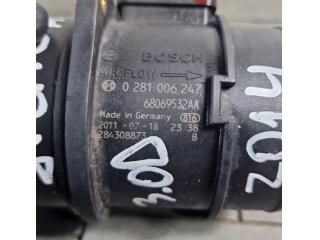 BOSCH
AIR FLOW
0 281 006 247
68069532AA
Made in Germany 816
2011-07-18 23:38
284308873 B
3.0D
2014